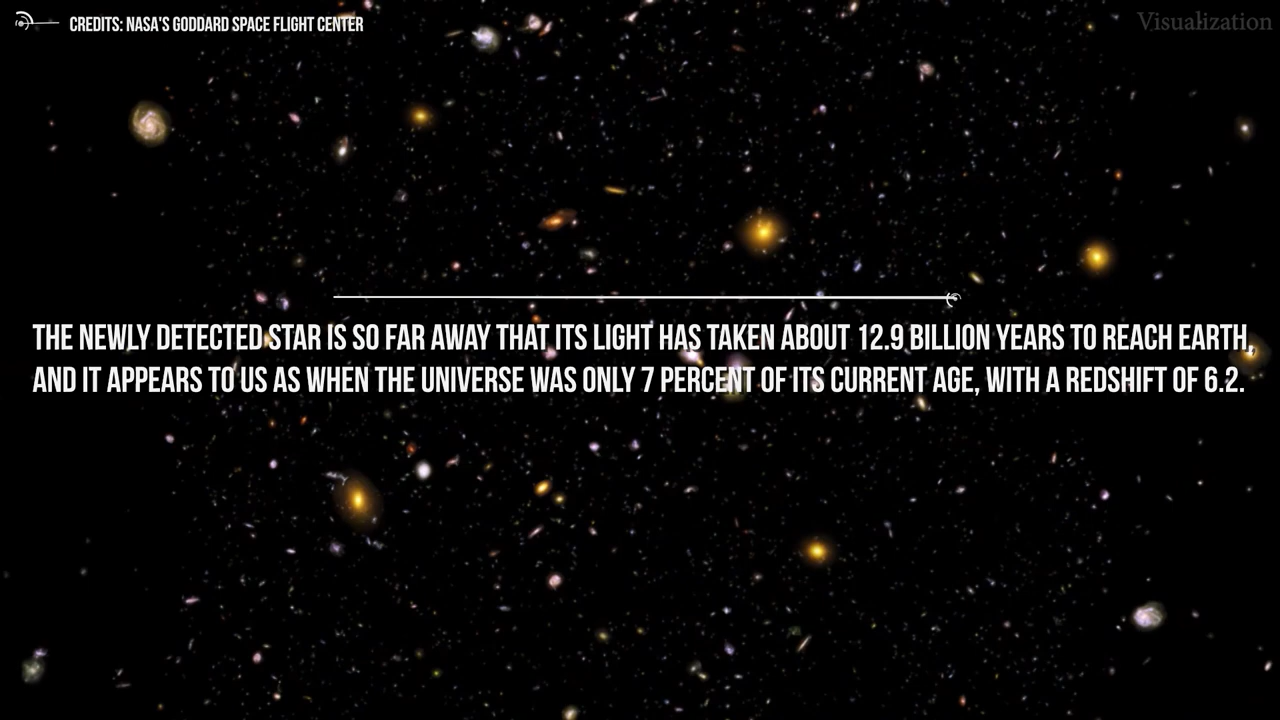 CREDITS: NASA'S GODDARD SPACE FLIGHT CENTER
Visualization
THE NEWLY DETECTED STAR IS SO FAR AWAY THAT ITS LIGHT HAS TAKEN ABOUT 12.9 BILLION YEARS TO REACH EARTH,
AND IT APPEARS TO US AS WHEN THE UNIVERSE WAS ONLY 7 PERCENT OF ITS CURRENT AGE, WITH A REDSHIFT OF 6.2.